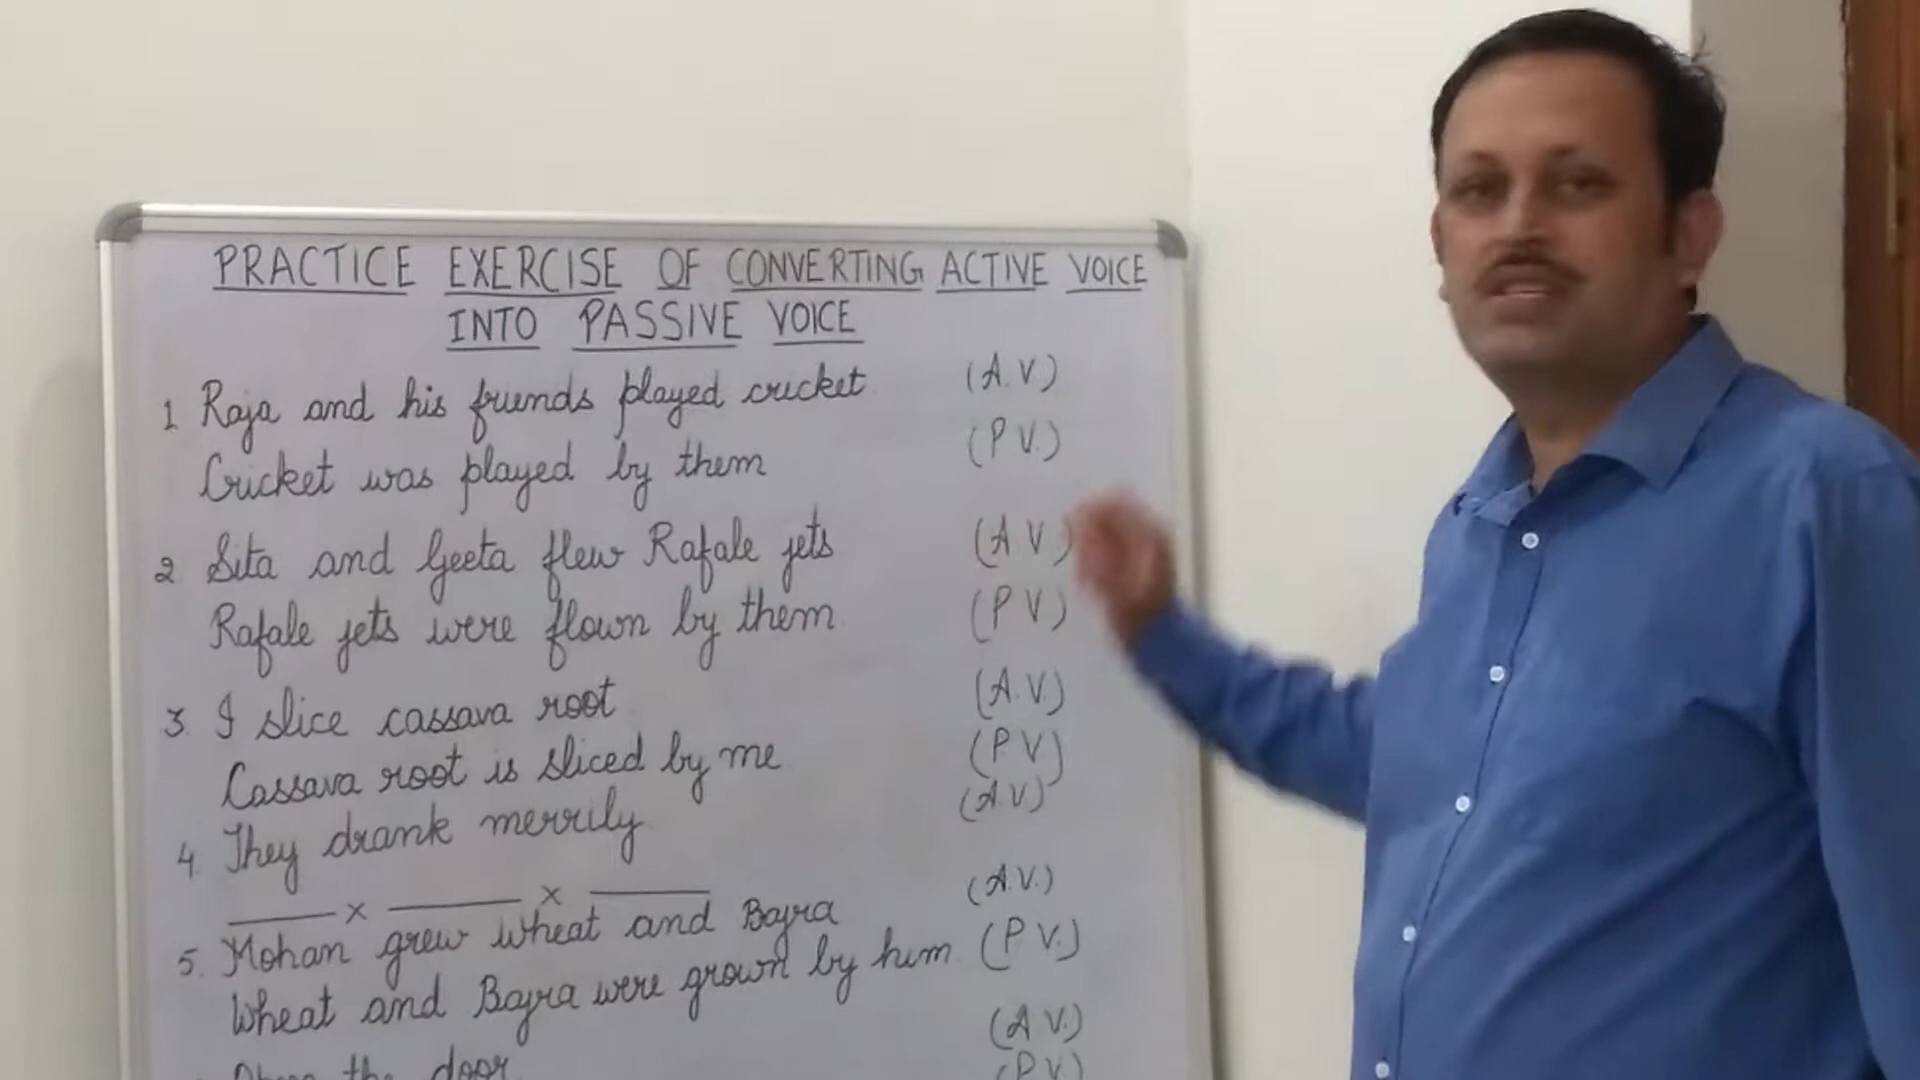 PRACTICE EXERCISE OF CONVERTING ACTIVE VOICE
INTO PASSIVE VOICE
1 Raja and his friends played cricket (A.V)
Cricket was played by them (P V.)
2 Sita and Geeta flew Rafale jets (A V)
Rafale jets were flown by them (P V)
3. I slice cassava root (A.V)
Cassava root is sliced by me (P V)
4. They drank merrily (A.V)
x x
5. Mohan grew wheat and Bajra (A.V.)
Wheat and Bajra were grown by him (P V.)
the door (A V.)
(P V)